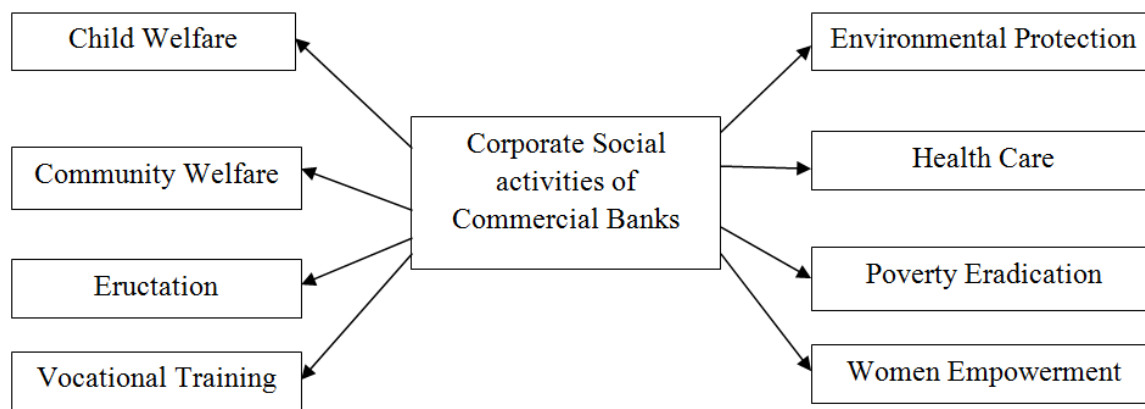 Child Welfare
Community Welfare
Eructation
Vocational Training
Corporate Social
activities of
Commercial Banks
Environmental Protection
Health Care
Poverty Eradication
Women Empowerment